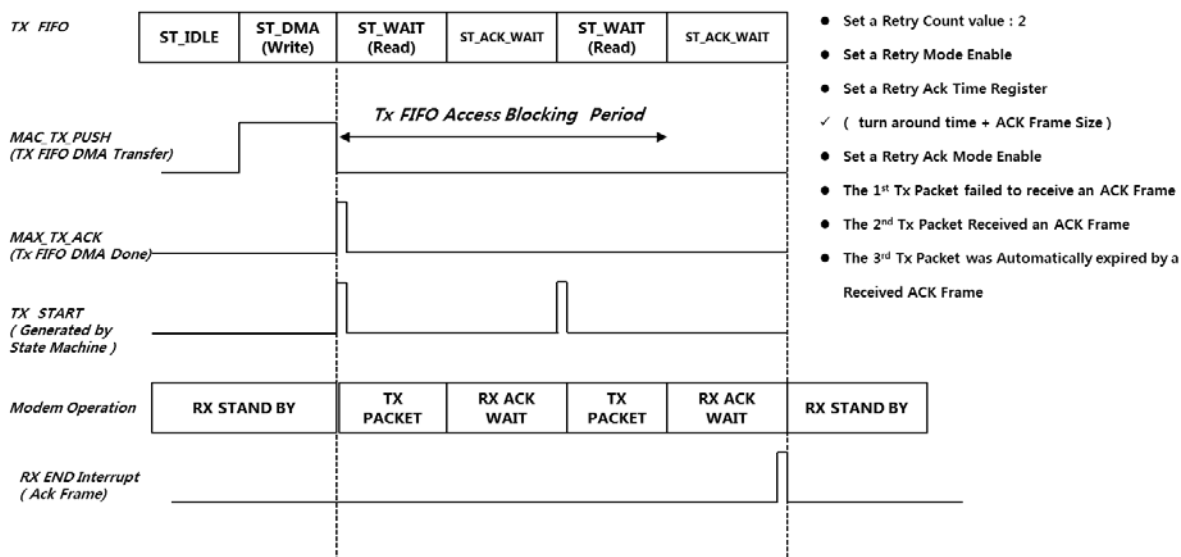 TX FIFO
ST_IDLE
ST_DMA
(Write)
ST_WAIT
(Read)
ST_ACK_WAIT
ST_WAIT
(Read)
ST_ACK_WAIT
Tx FIFO Access Blocking Period
MAC_TX_PUSH
(TX FIFO DMA Transfer)
MAX_TX_ACK
(Tx FIFO DMA Done)
TX START
( Generated by
State Machine )
Modem Operation
RX STAND BY
TX
PACKET
RX ACK
WAIT
TX
PACKET
RX ACK
WAIT
RX STAND BY
RX END Interrupt
( Ack Frame)
● Set a Retry Count value : 2
● Set a Retry Mode Enable
● Set a Retry Ack Time Register
✓ ( turn around time + ACK Frame Size )
● Set a Retry Ack Mode Enable
● The 1st Tx Packet failed to receive an ACK Frame
● The 2nd Tx Packet Received an ACK Frame
● The 3rd Tx Packet was Automatically expired by a
Received ACK Frame